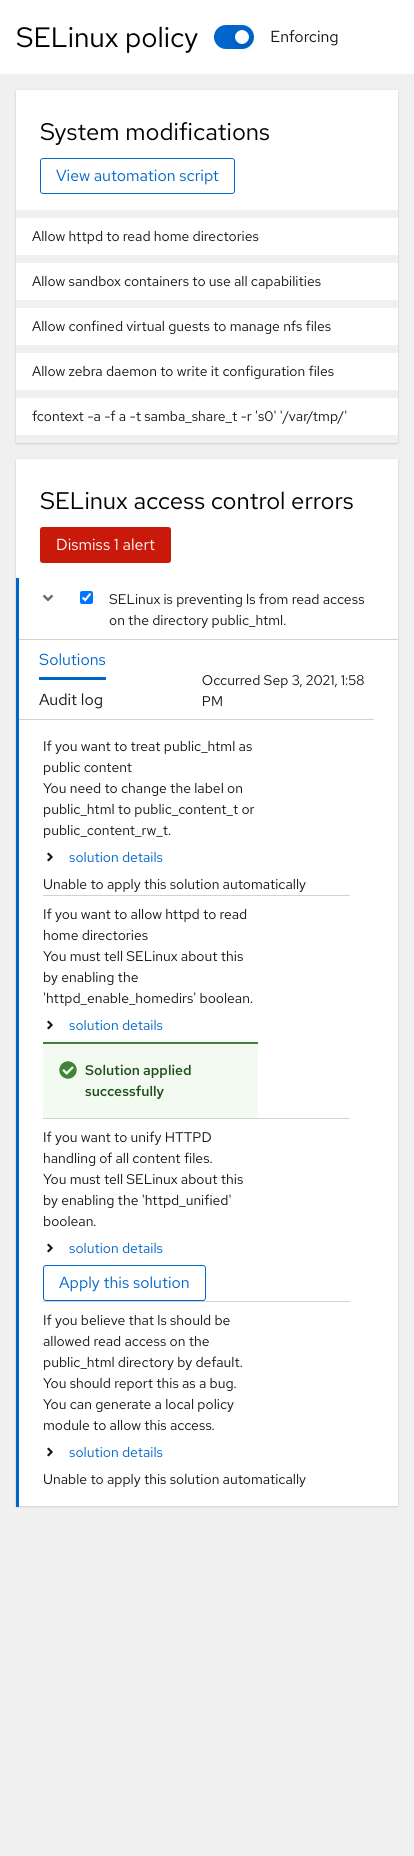 SELinux policy
Enforcing
System modifications
View automation script
Allow httpd to read home directories
Allow sandbox containers to use all capabilities
Allow confined virtual guests to manage nfs files
Allow zebra daemon to write it configuration files
fcontext -a -f a -t samba_share_t -r 's0' '/var/tmp/'
SELinux access control errors
Dismiss 1 alert
SELinux is preventing ls from read access
on the directory public_html.
Solutions
Audit log
Occurred Sep 3, 2021, 1:58
PM
If you want to treat public_html as
public content
You need to change the label on
public_html to public_content_t or
public_content_rw_t.
solution details
Unable to apply this solution automatically
If you want to allow httpd to read
home directories
You must tell SELinux about this
by enabling the
'httpd_enable_homedirs' boolean.
solution details
Solution applied
successfully
If you want to unify HTTPD
handling of all content files.
You must tell SELinux about this
by enabling the 'httpd_unified'
boolean.
solution details
Apply this solution
If you believe that ls should be
allowed read access on the
public_html directory by default.
You should report this as a bug.
You can generate a local policy
module to allow this access.
solution details
Unable to apply this solution automatically